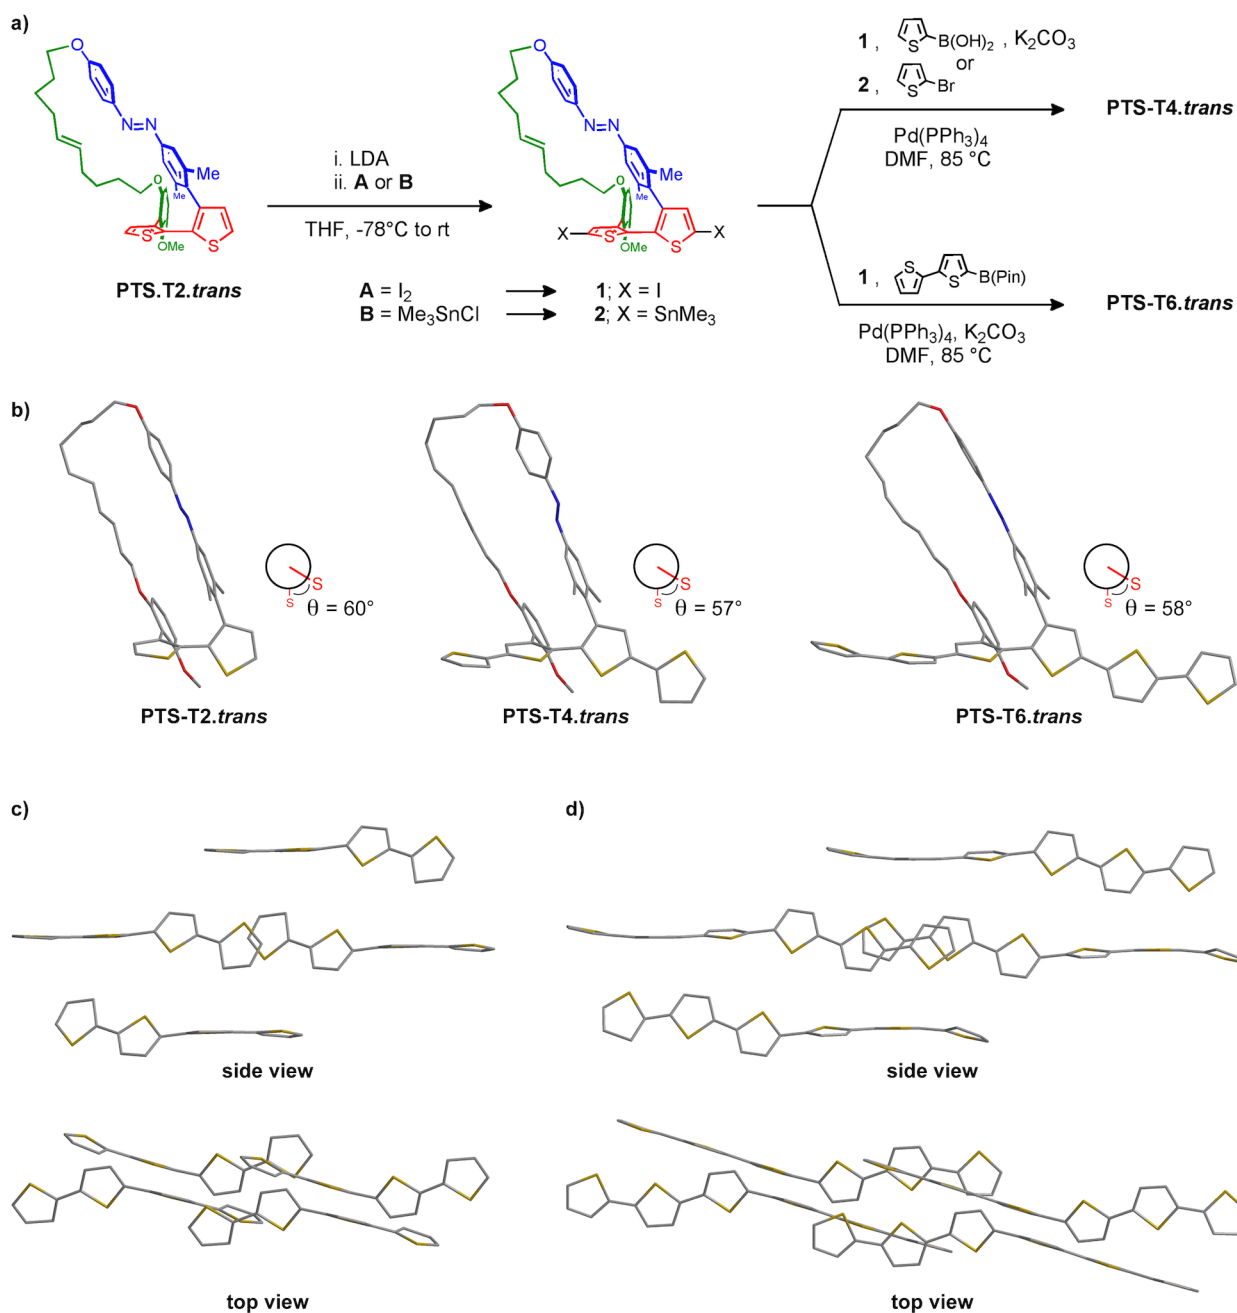 a)
O
N=N
Me
Me
O
S
S
OMe
PTS.T2.trans
i. LDA
ii. A or B
THF, -78°C to rt
A = I2
B = Me3SnCl
O
N=N
Me
Me
O
X
S
S
X
OMe
1; X = I
2; X = SnMe3
1 , S B(OH)2 , K2CO3
or
2 , S Br
Pd(PPh3)4
DMF, 85 °C
PTS-T4.trans
1 , S S B(Pin)
Pd(PPh3)4, K2CO3
DMF, 85 °C
PTS-T6.trans
b)
S
S
θ = 60°
PTS-T2.trans
S
S
θ = 57°
PTS-T4.trans
S
S
θ = 58°
PTS-T6.trans
c)
side view
top view
d)
side view
top view